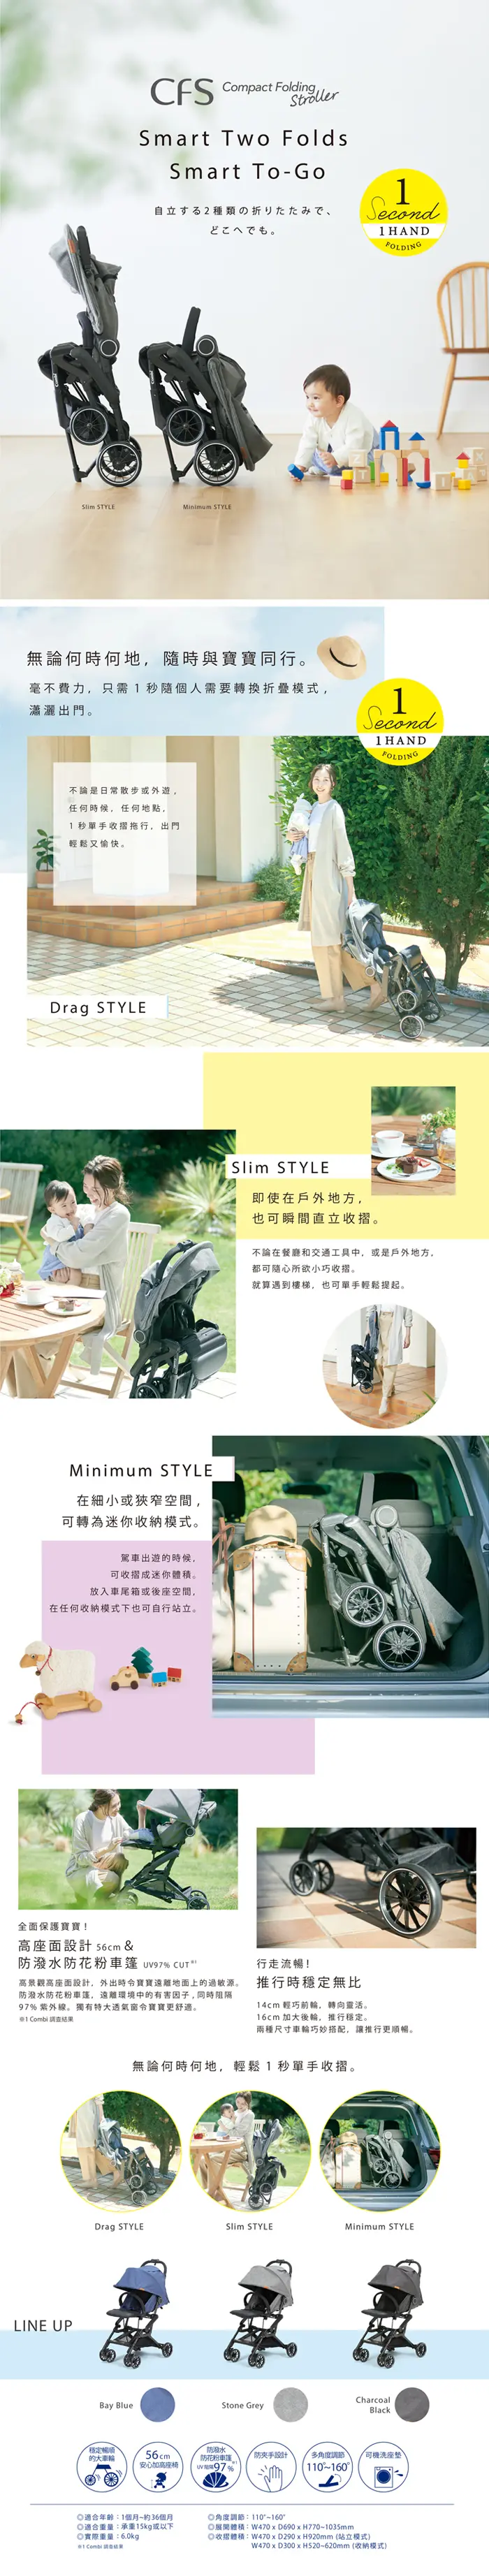 CFS Compact Folding Stroller
Smart Two Folds
Smart To-Go
自立する2種類の折りたたみで、
どこへでも。
1
Second
1 HAND
FOLDING
Slim STYLE
Minimum STYLE
無論何時何地，隨時與寶寶同行。
毫不費力，只需 1 秒隨個人需要轉換折疊模式，
瀟灑出門。
1
Second
1 HAND
FOLDING
不論是日常散步或外遊，
任何時候，任何地點，
1 秒單手收摺拖行，出門
輕鬆又愉快。
Drag STYLE
Slim STYLE
即使在戶外地方，
也可瞬間直立收摺。
不論在餐廳和交通工具中，或是戶外地方，
都可隨心所欲小巧收摺。
就算遇到樓梯，也可單手輕鬆提起。
Minimum STYLE
在細小或狹窄空間，
可轉為迷你收納模式。
駕車出遊的時候，
可收摺成迷你體積。
放入車尾箱或後座空間，
在任何收納模式下也可自行站立。
全面保護寶寶！
高座面設計 56cm &
防潑水防花粉車篷 UV97% CUT※1
高景觀高座面設計，外出時令寶寶遠離地面上的過敏源。
防潑水防花粉車篷，遠離環境中的有害因子，同時阻隔
97% 紫外線。獨有特大透氣窗令寶寶更舒適。
※1 Combi 調查結果
行走流暢！
推行時穩定無比
14cm 輕巧前輪，轉向靈活。
16cm 加大後輪，推行穩定。
兩種尺寸車輪巧妙搭配，讓推行更順暢。
無論何時何地，輕鬆 1 秒單手收摺。
Drag STYLE
Slim STYLE
Minimum STYLE
LINE UP
Bay Blue
Stone Grey
Charcoal
Black
穩定暢順
的大車輪
56cm
安心加高座椅
防潑水
防花粉車篷
UV阻隔97%※1
防夾手設計
多角度調節
110°~160°
可機洗座墊
◎適合年齡：1個月~約36個月
◎適合重量：承重15kg或以下
◎實際重量：6.0kg
※1 Combi 調查結果
◎角度調節：110°~160°
◎展開體積：W470 x D690 x H770~1035mm
◎收摺體積：W470 x D290 x H920mm (站立模式)
W470 x D300 x H520~620mm (收納模式)